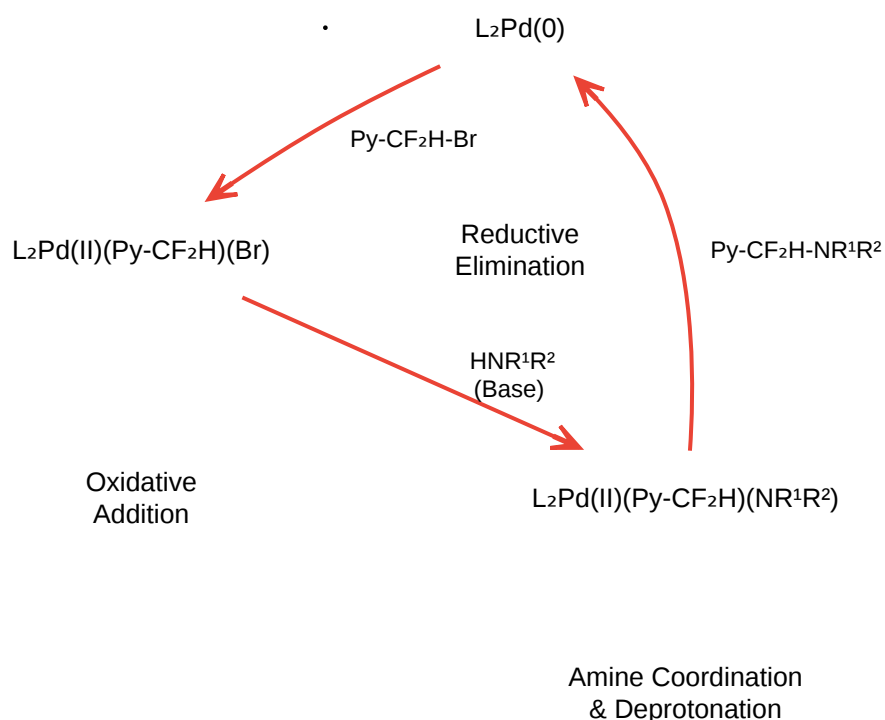 L₂Pd(0)
Py-CF₂H-Br
L₂Pd(II)(Py-CF₂H)(Br)
Reductive
Elimination
Py-CF₂H-NR¹R²
HNR¹R²
(Base)
Oxidative
Addition
L₂Pd(II)(Py-CF₂H)(NR¹R²)
Amine Coordination
& Deprotonation